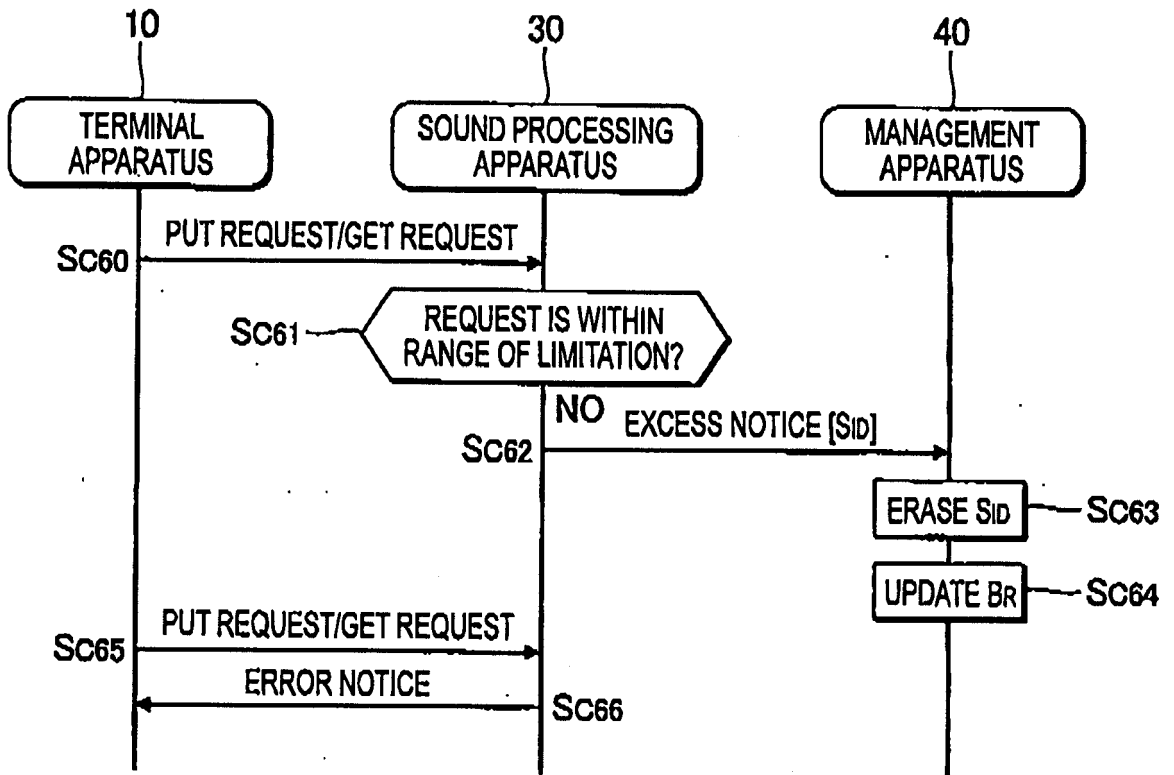 10
30
40
TERMINAL
APPARATUS
SOUND PROCESSING
APPARATUS
MANAGEMENT
APPARATUS
PUT REQUEST/GET REQUEST
SC60
SC61
REQUEST IS WITHIN
RANGE OF LIMITATION?
NO
EXCESS NOTICE [SID]
SC62
ERASE SID
SC63
UPDATE BR
SC64
PUT REQUEST/GET REQUEST
SC65
ERROR NOTICE
SC66